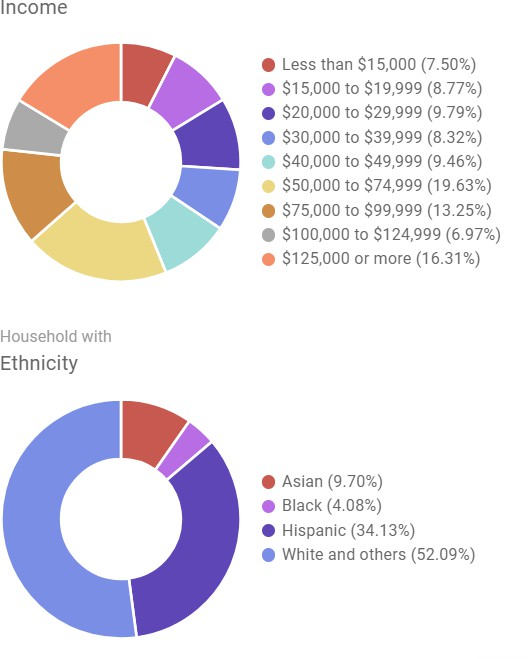 Income
Less than $15,000 (7.50%)
$15,000 to $19,999 (8.77%)
$20,000 to $29,999 (9.79%)
$30,000 to $39,999 (8.32%)
$40,000 to $49,999 (9.46%)
$50,000 to $74,999 (19.63%)
$75,000 to $99,999 (13.25%)
$100,000 to $124,999 (6.97%)
$125,000 or more (16.31%)
Household with
Ethnicity
Asian (9.70%)
Black (4.08%)
Hispanic (34.13%)
White and others (52.09%)